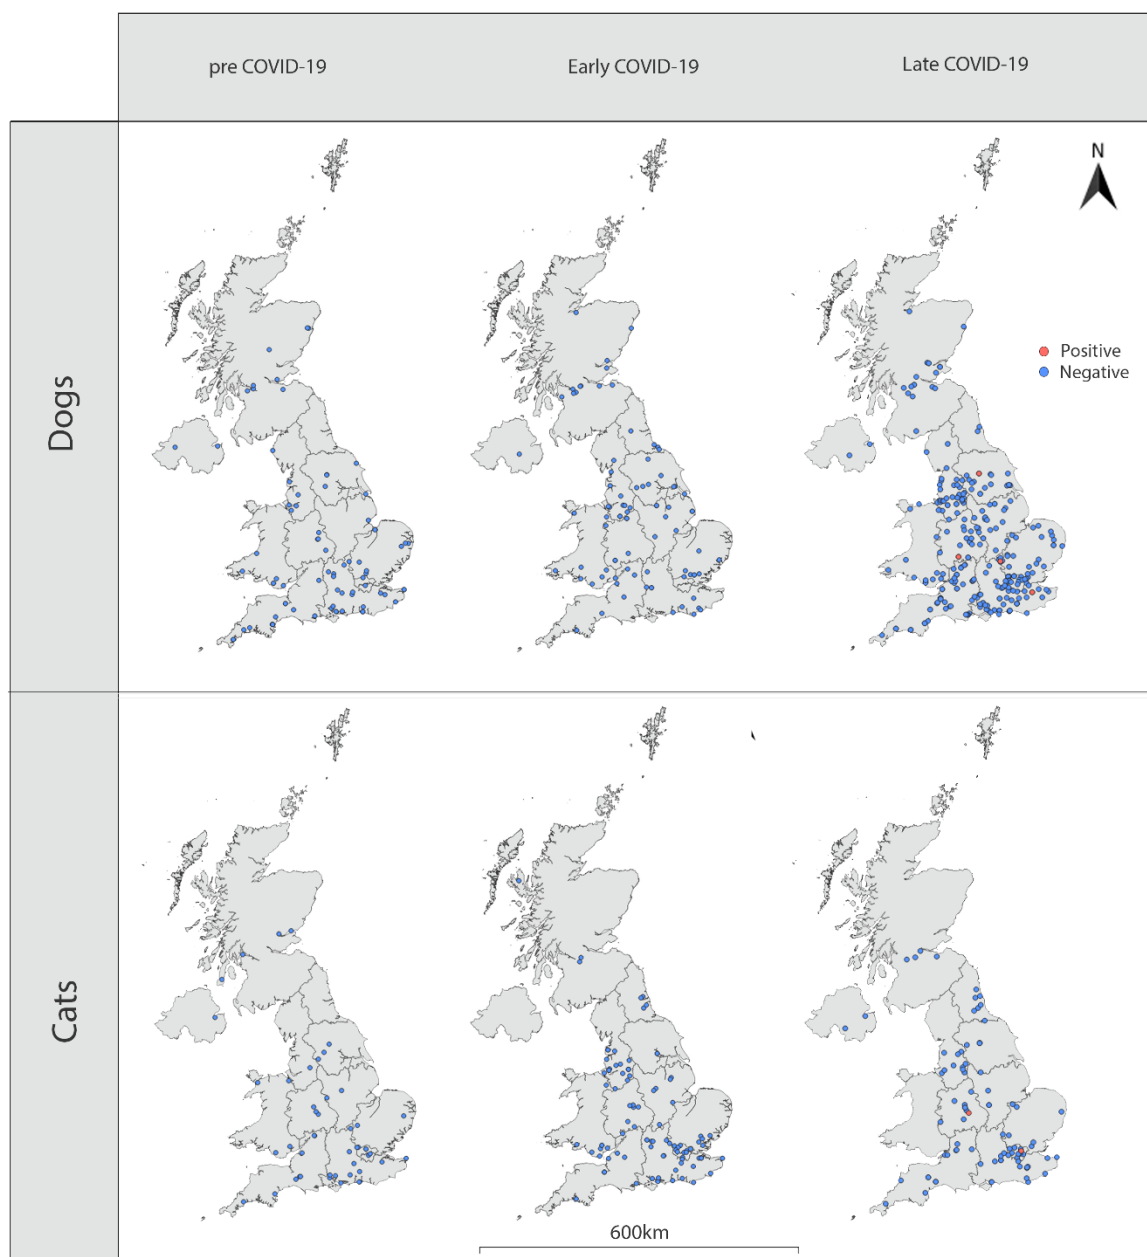 pre COVID-19
Early COVID-19
Late COVID-19
N
Dogs
Positive
Negative
Cats
600km